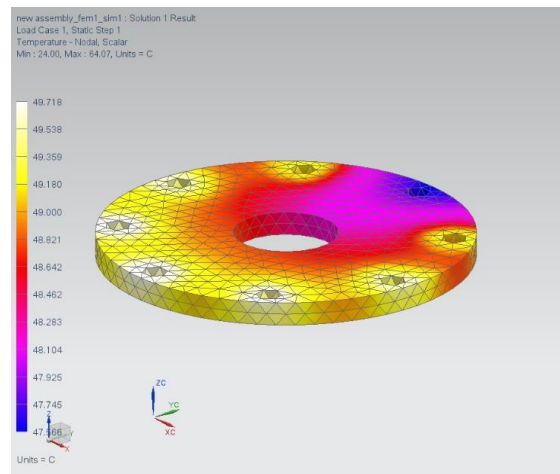 new assembly_fem1_sim1 : Solution 1 Result
Load Case 1, Static Step 1
Temperature - Nodal, Scalar
Min : 24.00, Max : 64.07, Units = C
49.718
49.538
49.359
49.180
49.000
48.821
48.642
48.462
48.283
48.104
47.925
47.745
47.566
Units = C
ZC
YC
XC
Z
Y
X